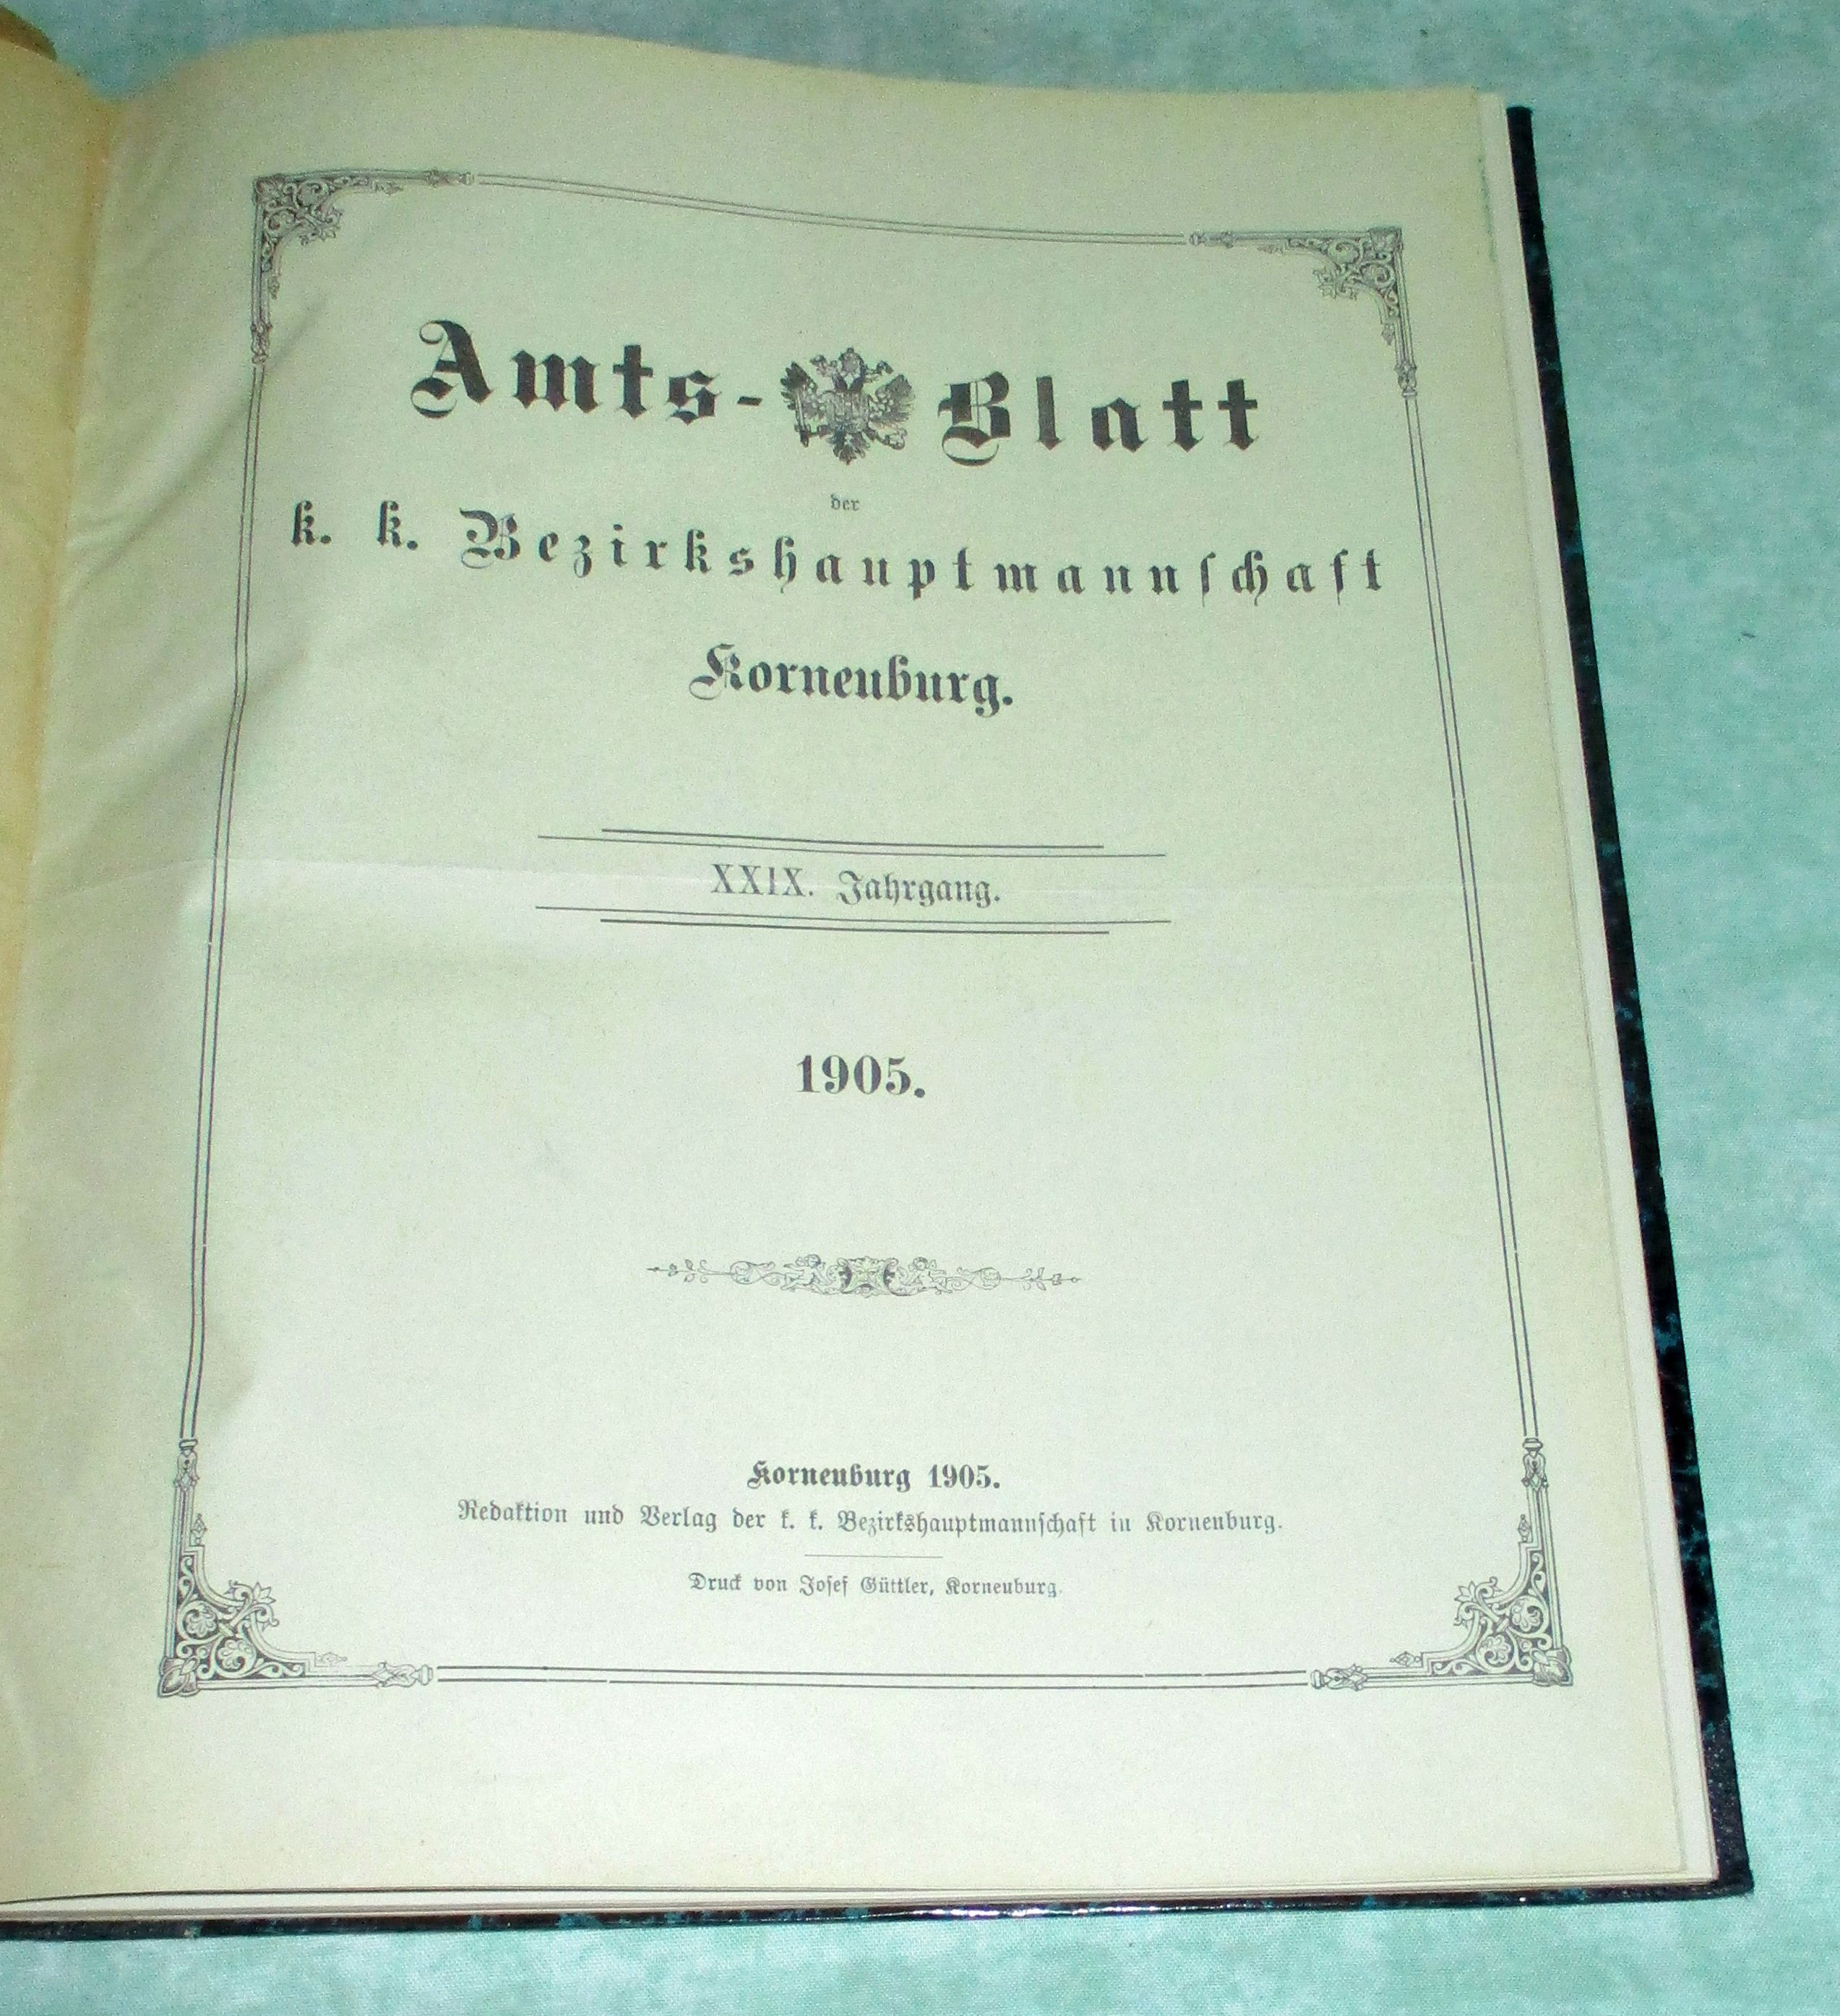 Amts-Blatt
der
k. k. Bezirkshauptmannschaft
Korneuburg.
XXIX. Jahrgang.
1905.
Korneuburg 1905.
Redaktion und Verlag der k. k. Bezirkshauptmannschaft in Korneuburg.
Druck von Josef Güttler, Korneuburg.